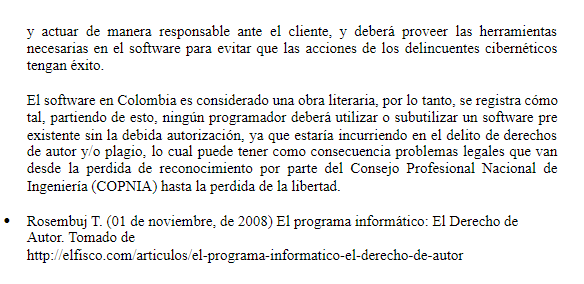 y actuar de manera responsable ante el cliente, y deberá proveer las herramientas
necesarias en el software para evitar que las acciones de los delincuentes cibernéticos
tengan éxito.
El software en Colombia es considerado una obra literaria, por lo tanto, se registra cómo
tal, partiendo de esto, ningún programador deberá utilizar o subutilizar un software pre
existente sin la debida autorización, ya que estaría incurriendo en el delito de derechos
de autor y/o plagio, lo cual puede tener como consecuencia problemas legales que van
desde la perdida de reconocimiento por parte del Consejo Profesional Nacional de
Ingeniería (COPNIA) hasta la perdida de la libertad.
• Rosembuj T. (01 de noviembre, de 2008) El programa informático: El Derecho de
Autor. Tomado de
http://elfisco.com/articulos/el-programa-informatico-el-derecho-de-autor